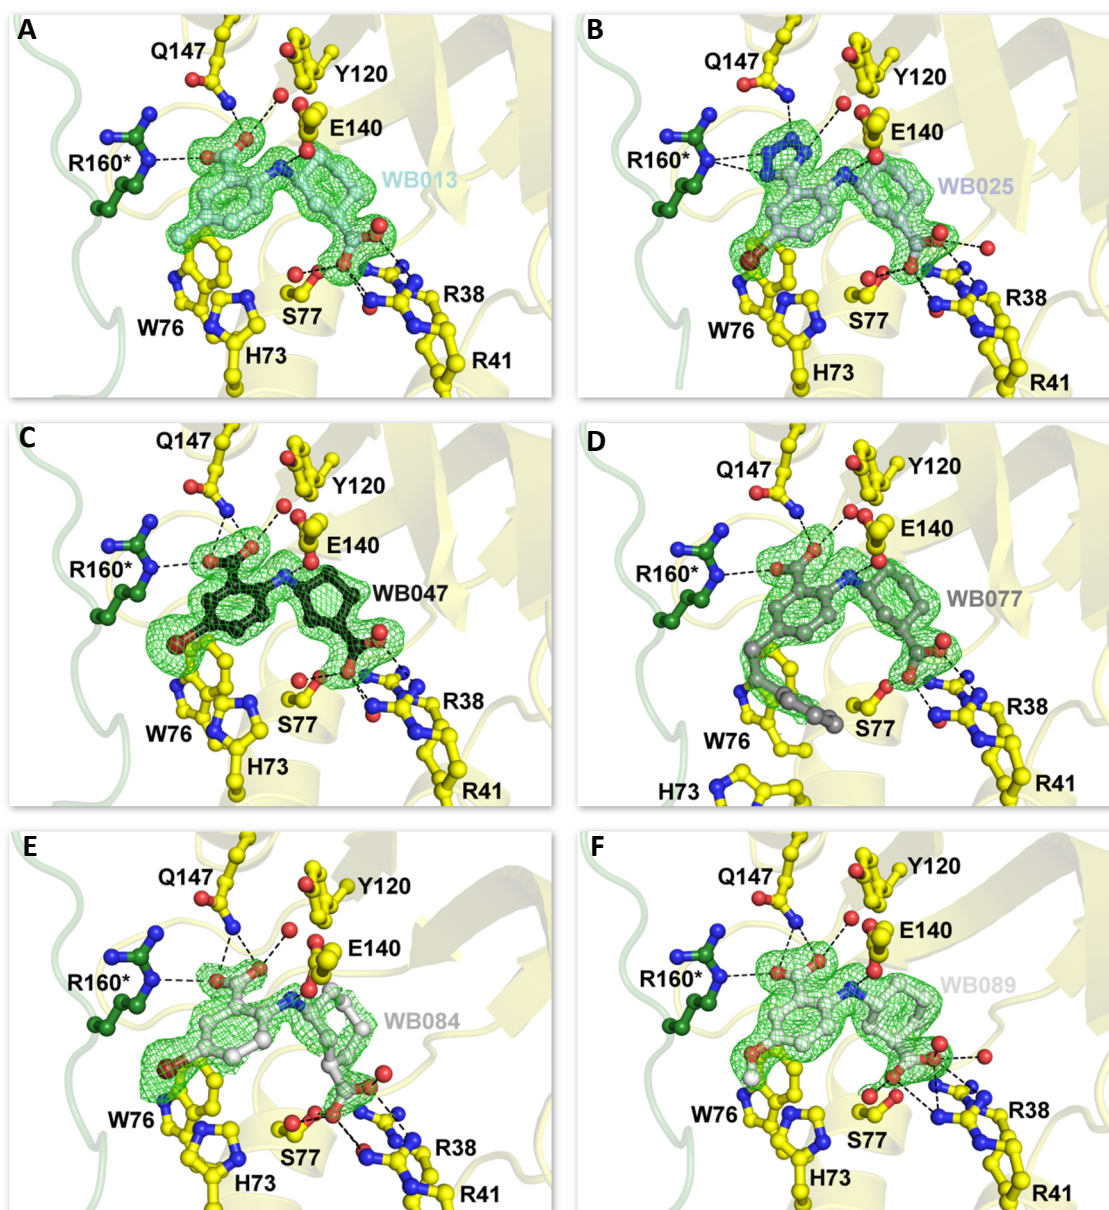 A
Q147
Y120
E140
R160*
WB013
R38
S77
W76
H73
R41
B
Q147
Y120
E140
R160*
WB025
R38
S77
W76
H73
R41
C
Q147
Y120
E140
R160*
WB047
R38
S77
W76
H73
R41
D
Q147
Y120
E140
R160*
WB077
R38
S77
W76
H73
R41
E
Q147
Y120
E140
R160*
WB084
W76
R38
S77
H73
R41
F
Q147
Y120
E140
R160*
WB089
W76
R38
S77
H73
R41